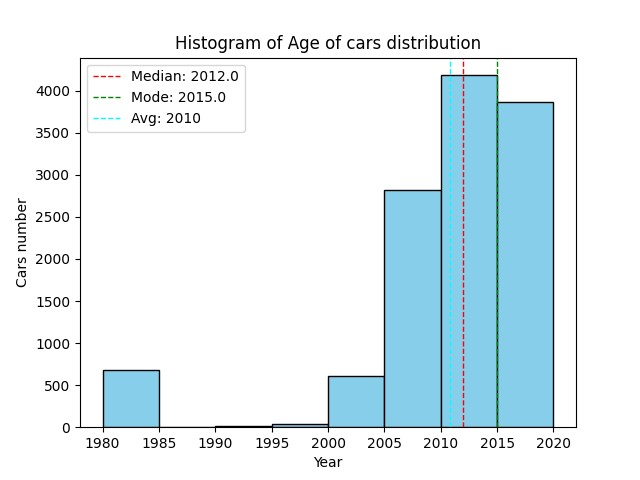 Histogram of Age of cars distribution
Median: 2012.0
Mode: 2015.0
Avg: 2010
4000
3500
3000
2500
2000
1500
1000
500
0
Cars number
1980 1985 1990 1995 2000 2005 2010 2015 2020
Year